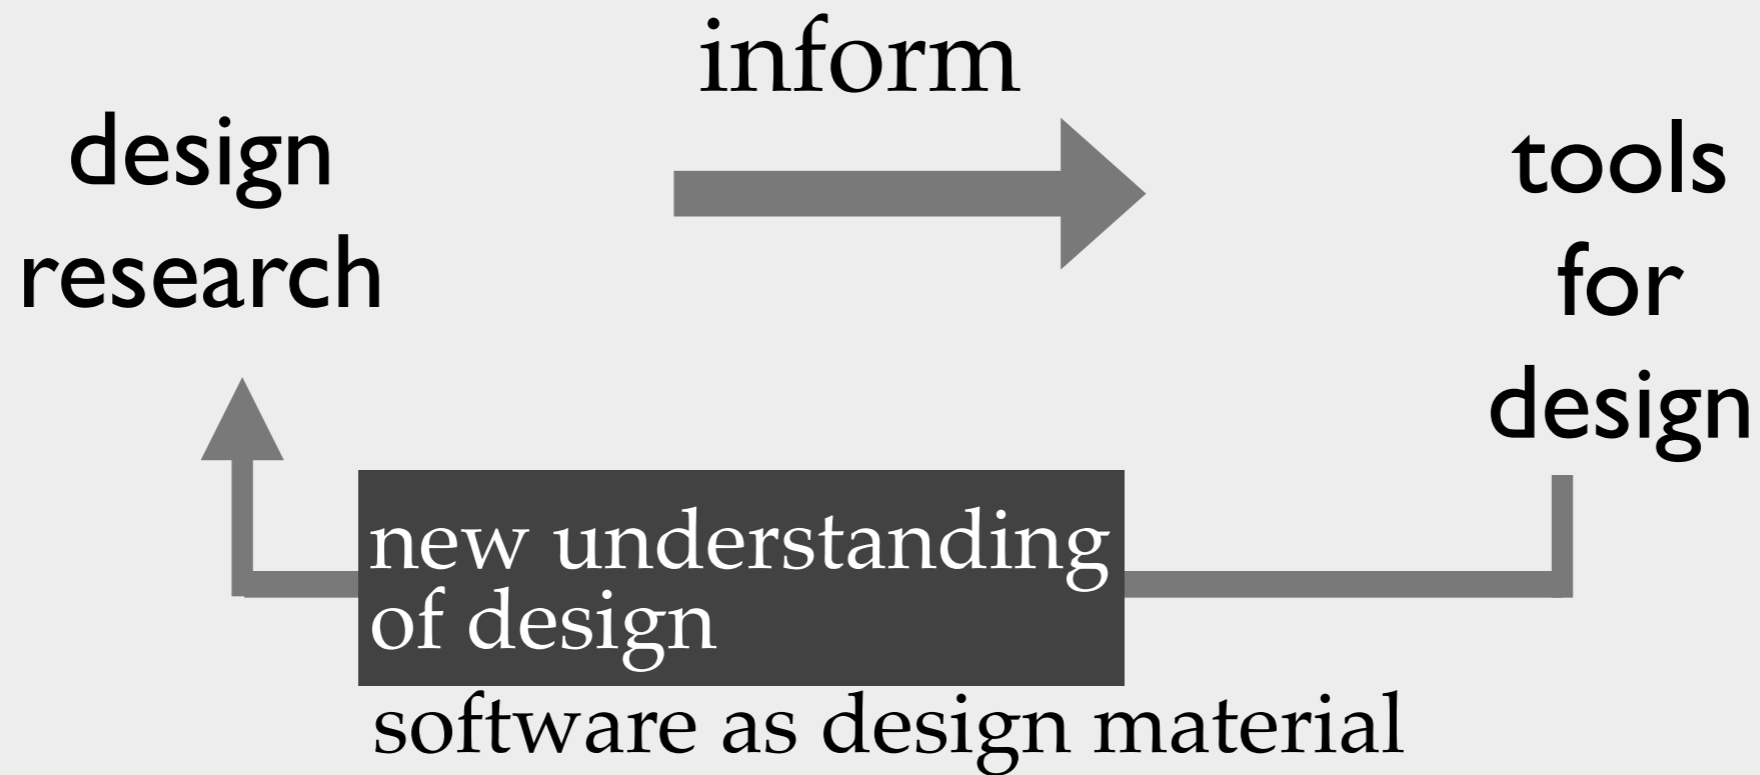 inform
design
research
tools
for
design
new understanding
of design
software as design material